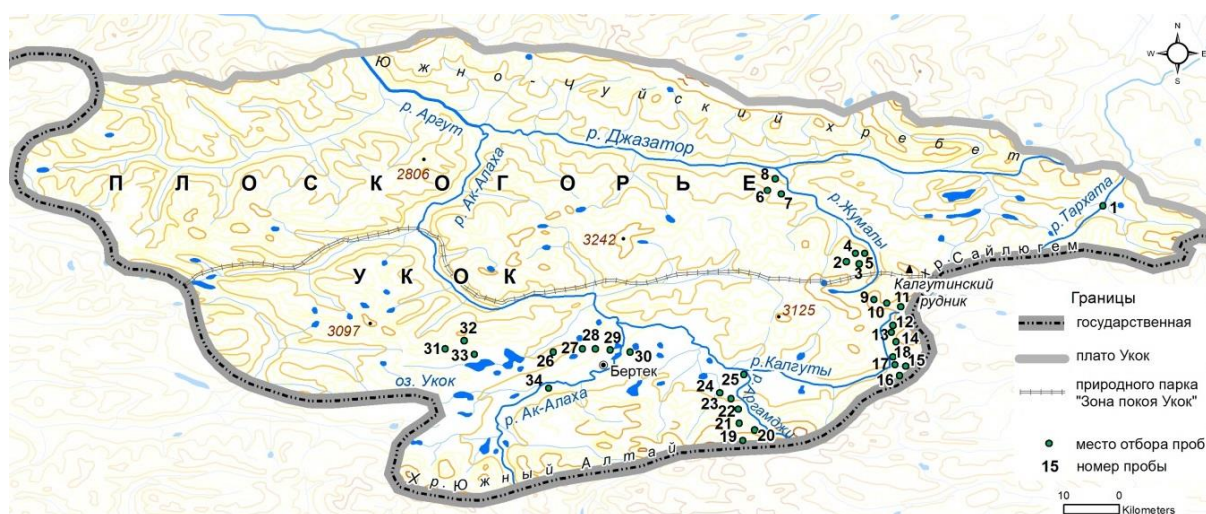 N
W E
S
Южно-Чуйский хребет
р. Аргут
р. Джазатор
р. Ак-Алаха
2806
ПЛОСКОГОРЬЕ
8
6
7
р.Жумалы
р.Тархата
1
3242
4
2
5
3
хр.Сайлюгем
УКОК
Калгутинский
рудник
3097
3125
9
10
11
12
13
14
18
17
15
16
32
31
33
28
29
27
26
30
Бертек
р.Калгуты
оз. Укок
34
р. Ак-Алаха
25
24
р. Аргамджи
23
22
21
20
19
Хр.Южный Алтай
Границы
государственная
плато Укок
природного парка
"Зона покоя Укок"
место отбора проб
15 номер пробы
10 0
Kilometers